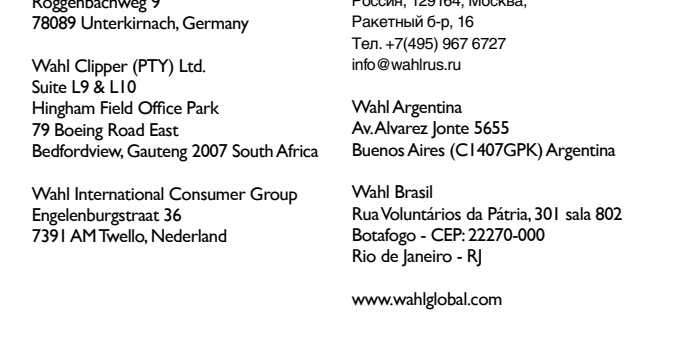 Roggenbachweg 9
78089 Unterkirnach, Germany
Wahl Clipper (PTY) Ltd.
Suite L9 & L10
Hingham Field Office Park
79 Boeing Road East
Bedfordview, Gauteng 2007 South Africa
Wahl International Consumer Group
Engelenburgstraat 36
7391 AM Twello, Nederland
Россия, 129164, Москва,
Ракетный б-р, 16
Тел. +7(495) 967 6727
info@wahlrus.ru
Wahl Argentina
Av. Alvarez Jonte 5655
Buenos Aires (C1407GPK) Argentina
Wahl Brasil
Rua Voluntários da Pátria, 301 sala 802
Botafogo - CEP: 22270-000
Rio de Janeiro - RJ
www.wahlglobal.com